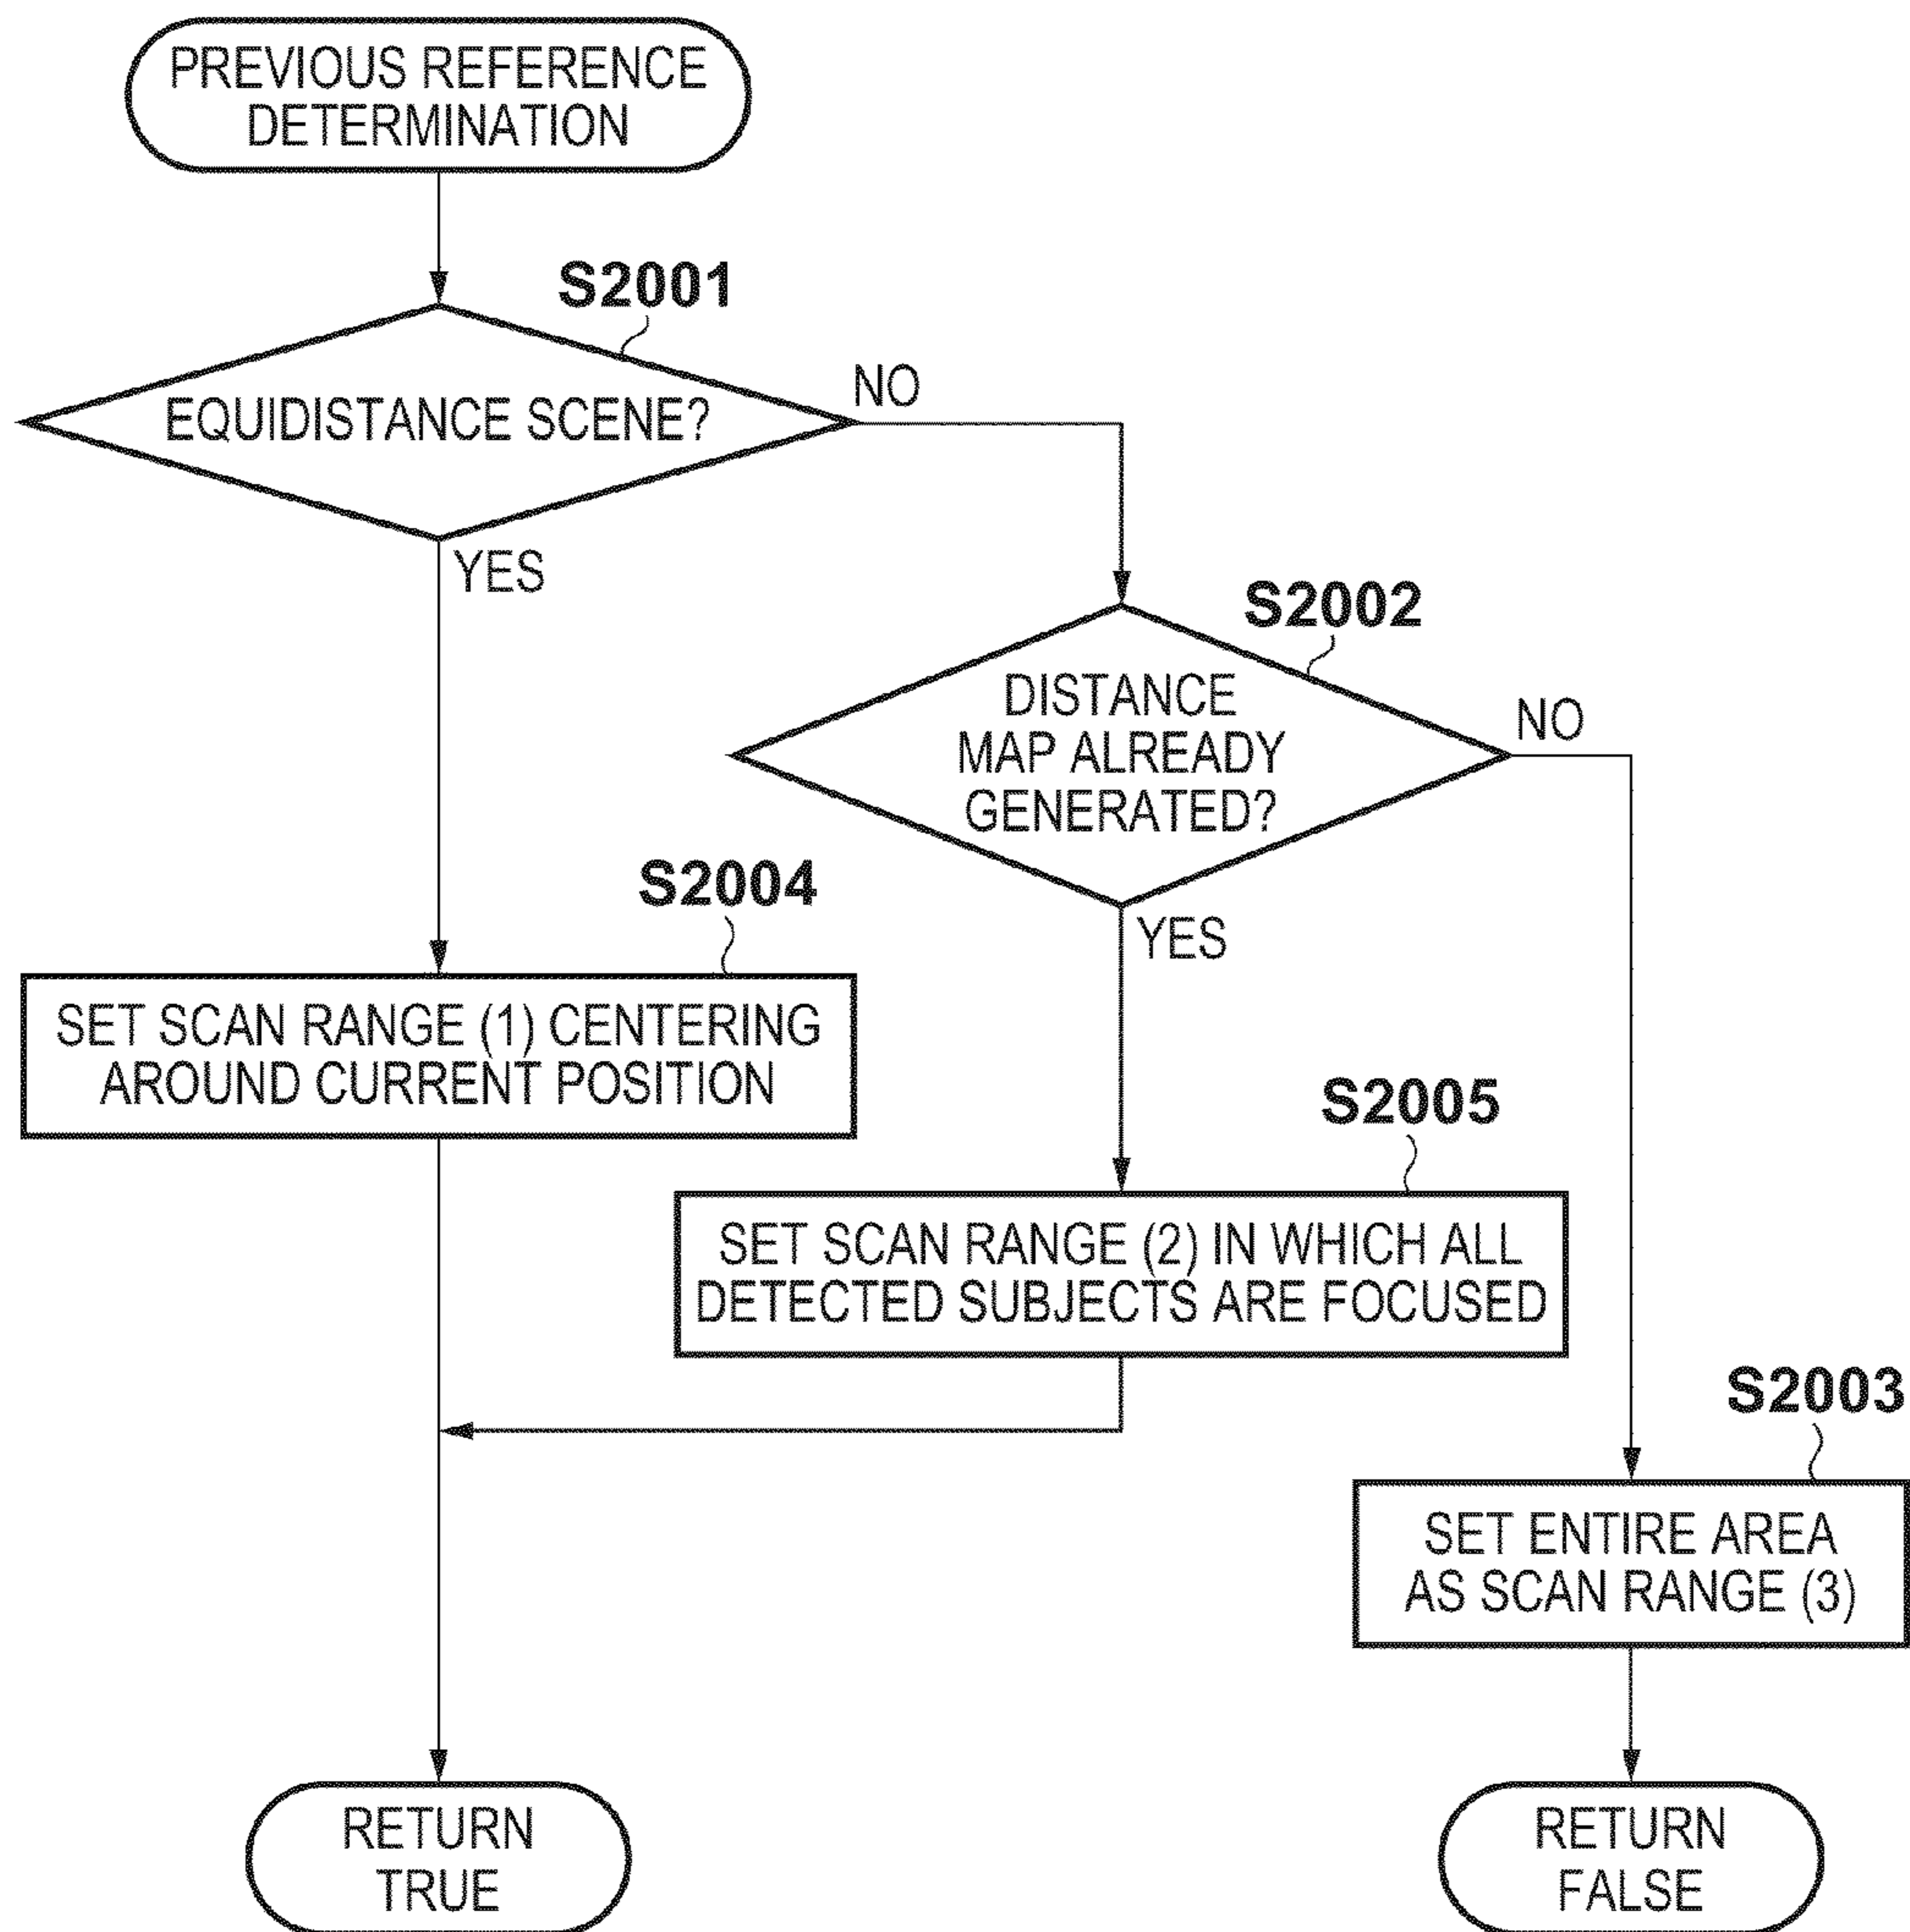 PREVIOUS REFERENCE
DETERMINATION
S2001
EQUIDISTANCE SCENE?
NO
YES
S2002
DISTANCE
MAP ALREADY
GENERATED?
NO
YES
S2004
SET SCAN RANGE (1) CENTERING
AROUND CURRENT POSITION
S2005
SET SCAN RANGE (2) IN WHICH ALL
DETECTED SUBJECTS ARE FOCUSED
S2003
SET ENTIRE AREA
AS SCAN RANGE (3)
RETURN
TRUE
RETURN
FALSE